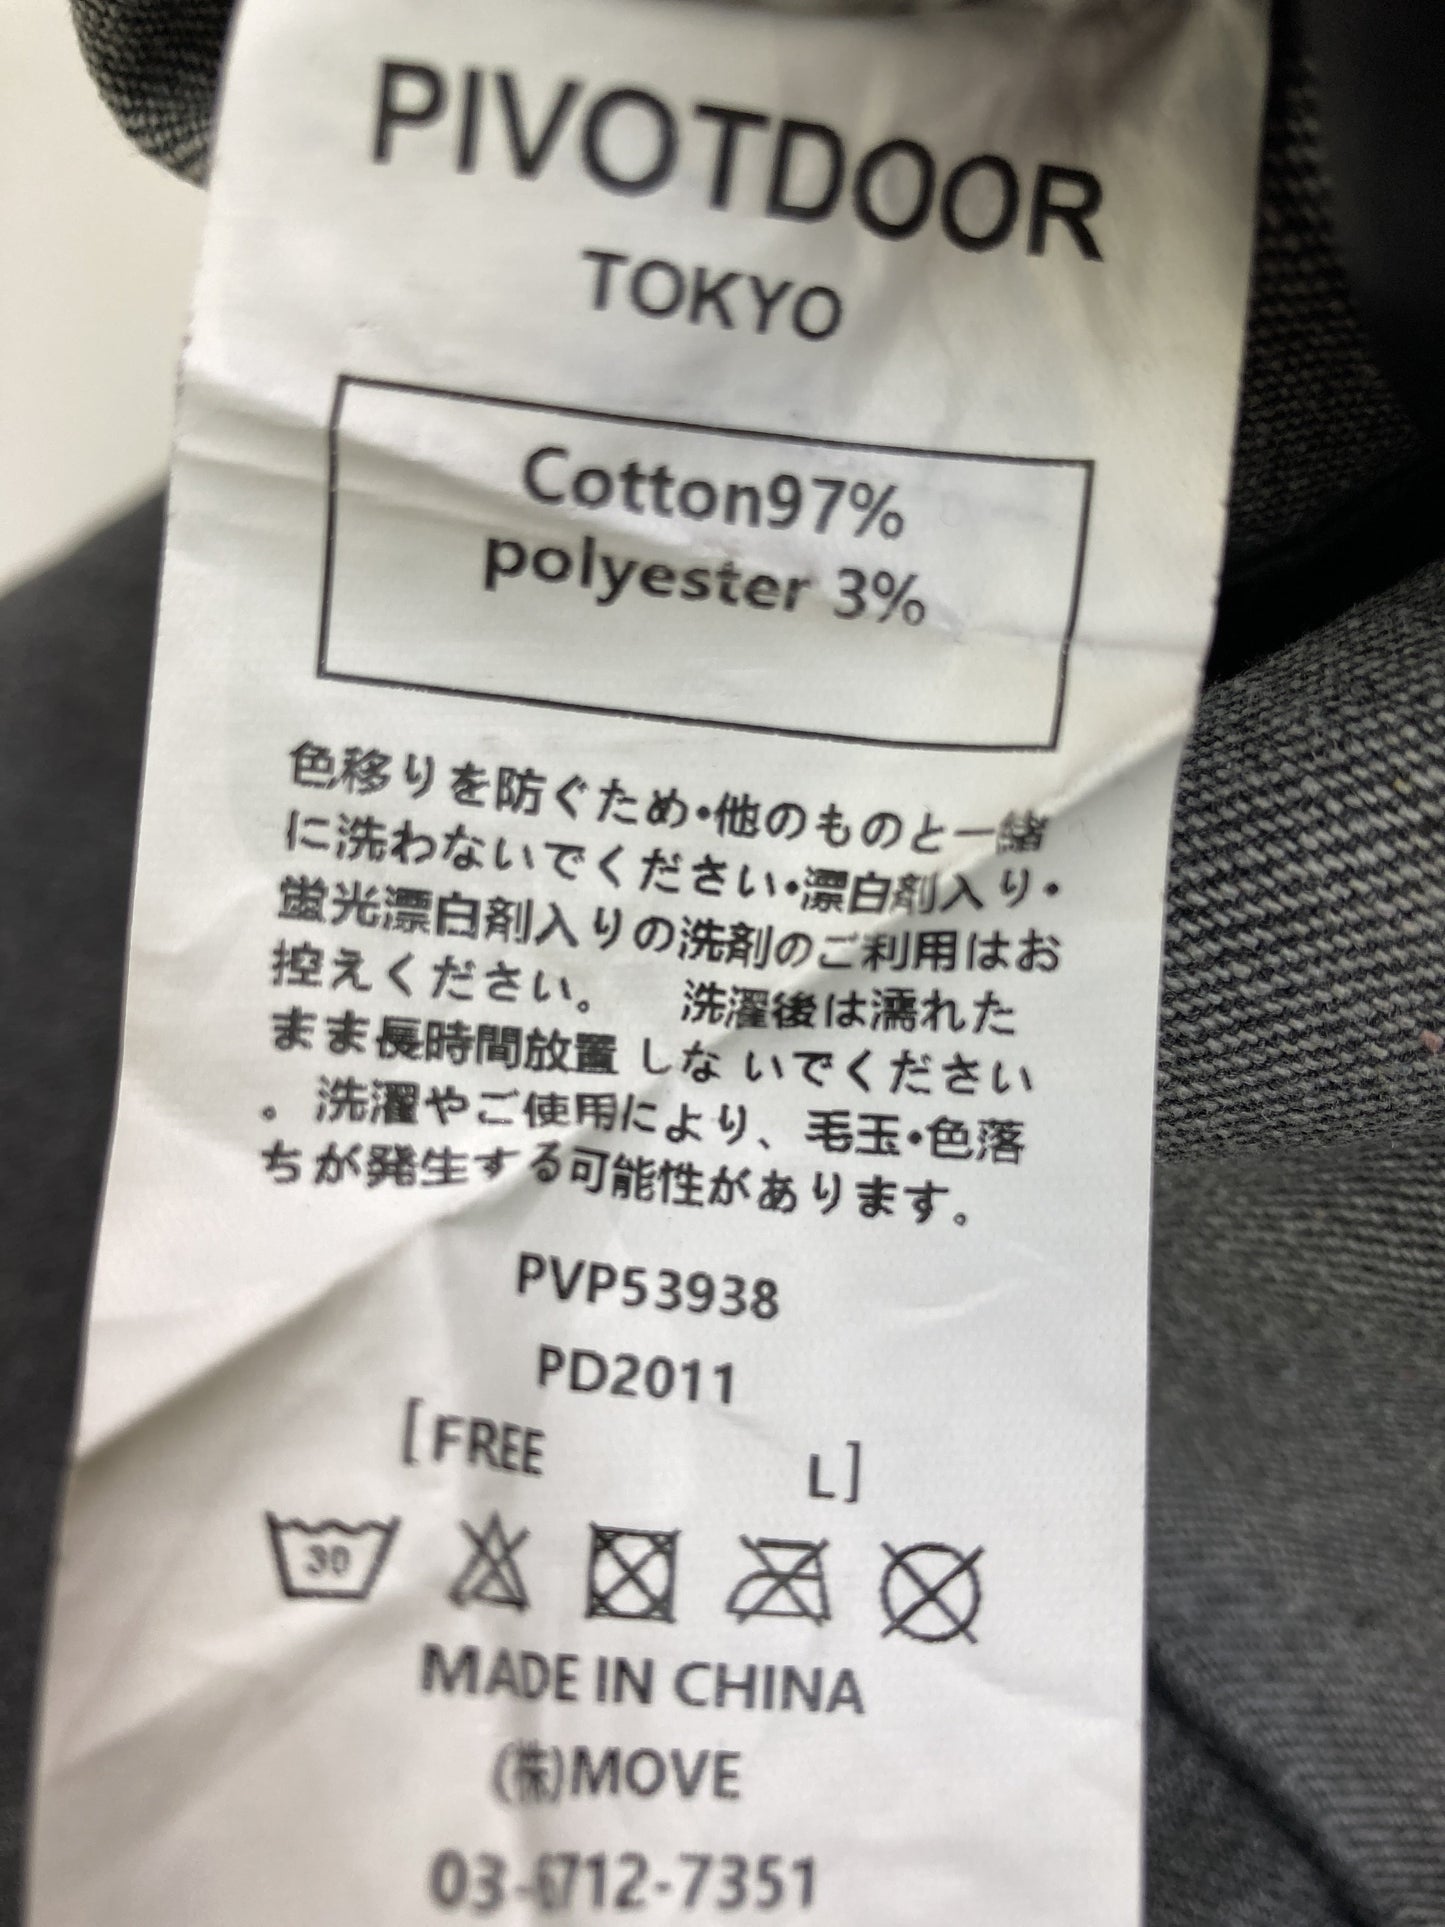 PIVOTDOOR
TOKYO
Cotton97%
polyester 3%
色移りを防ぐため・他のものと一緒
に洗わないでください・漂白剤入り・
蛍光漂白剤入りの洗剤のご利用はお
控えください。 洗濯後は濡れた
まま長時間放置 しな いでください
。洗濯やご使用により、毛玉・色落
ちが発生する可能性があります。
PVP53938
PD2011
[FREE L]
30
MADE IN CHINA
(株)MOVE
03-6712-7351